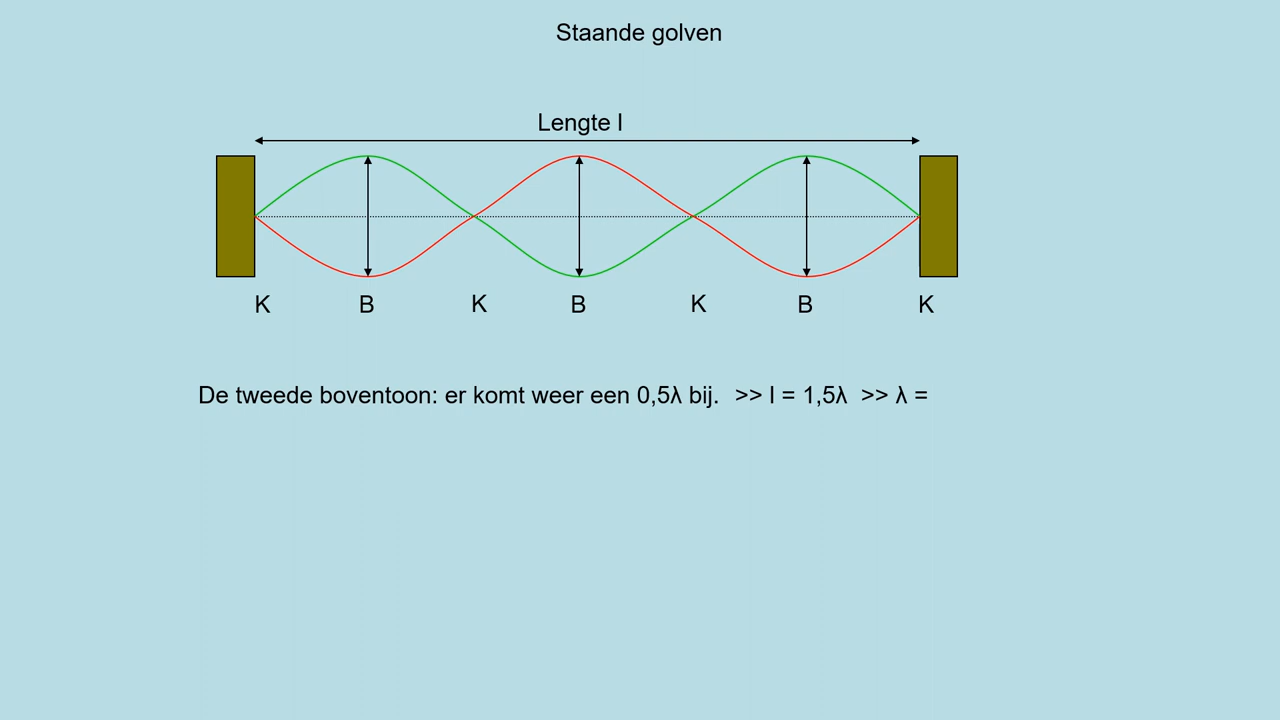 Staande golven
Lengte l
K B K B K B K
De tweede boventoon: er komt weer een 0,5λ bij. >> l = 1,5λ >> λ =